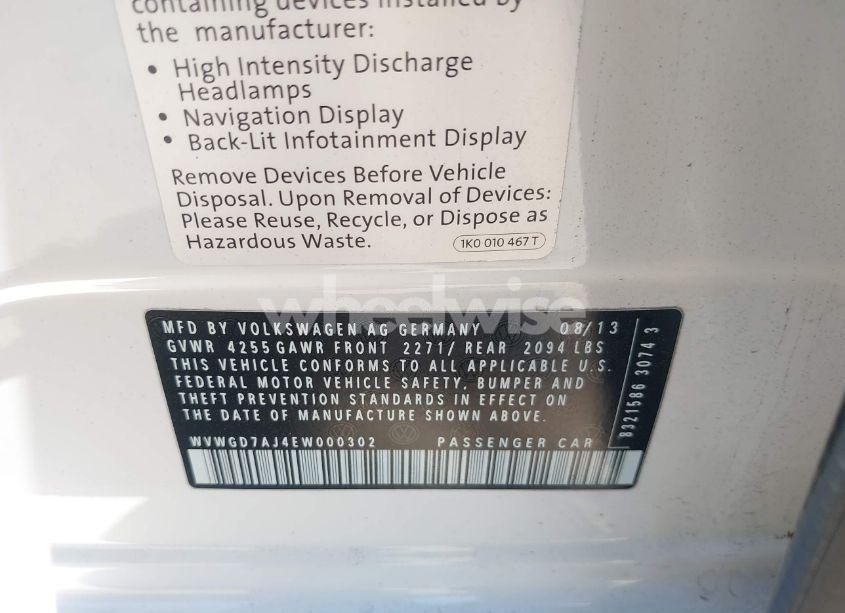 containing devices installed by
the manufacturer:
• High Intensity Discharge
Headlamps
• Navigation Display
• Back-Lit Infotainment Display
Remove Devices Before Vehicle
Disposal. Upon Removal of Devices:
Please Reuse, Recycle, or Dispose as
Hazardous Waste.
1K0 010 467 T
wheelwise
MFD BY VOLKSWAGEN AG GERMANY 08/13
GVWR 4255 GAWR FRONT 2271/ REAR 2094 LBS
THIS VEHICLE CONFORMS TO ALL APPLICABLE U.S.
FEDERAL MOTOR VEHICLE SAFETY, BUMPER AND
THEFT PREVENTION STANDARDS IN EFFECT ON
THE DATE OF MANUFACTURE SHOWN ABOVE.
WVWGD7AJ4EW000302 PASSENGER CAR
8321586 3074 3